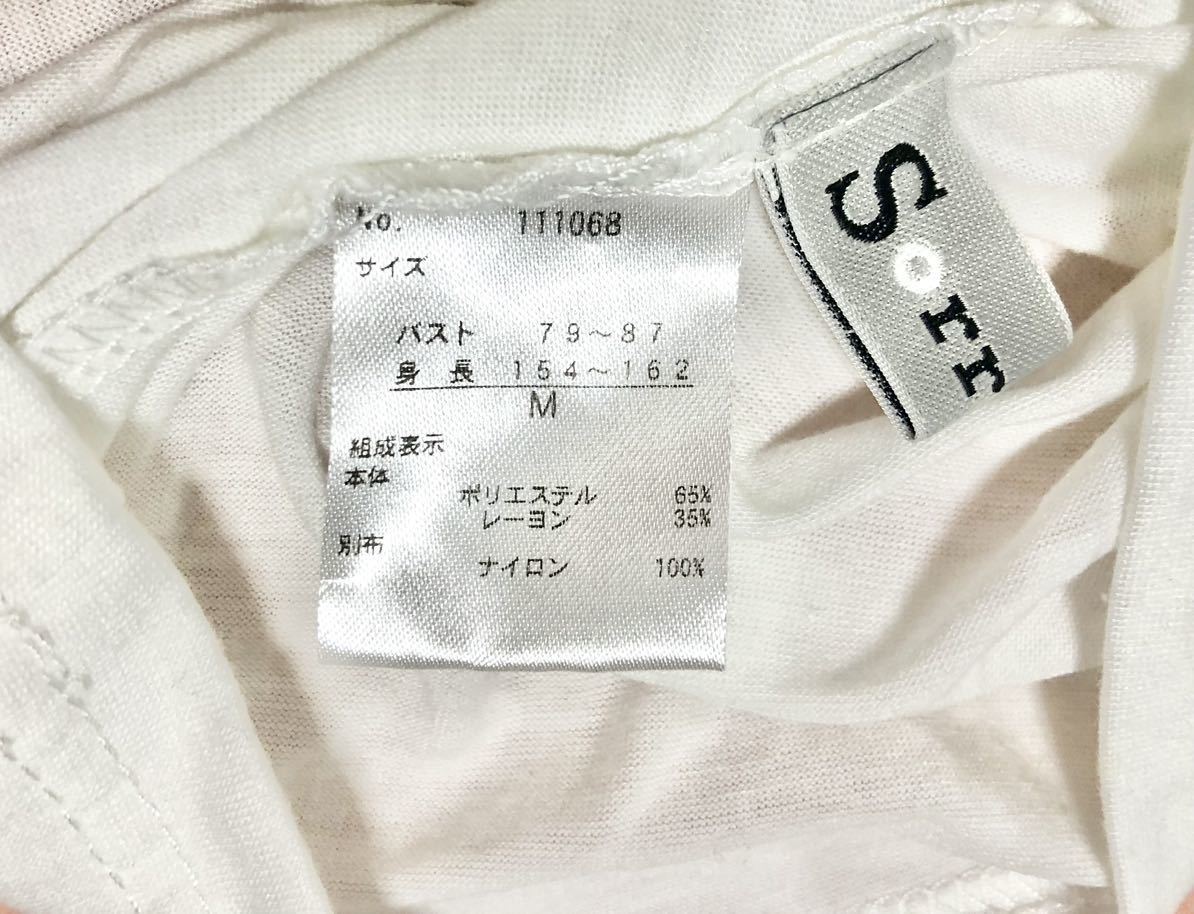 No. 111068
サイズ
バスト 79～87
身長 154～162
M
組成表示
本体
ポリエステル 65%
レーヨン 35%
別布
ナイロン 100%
Sorr